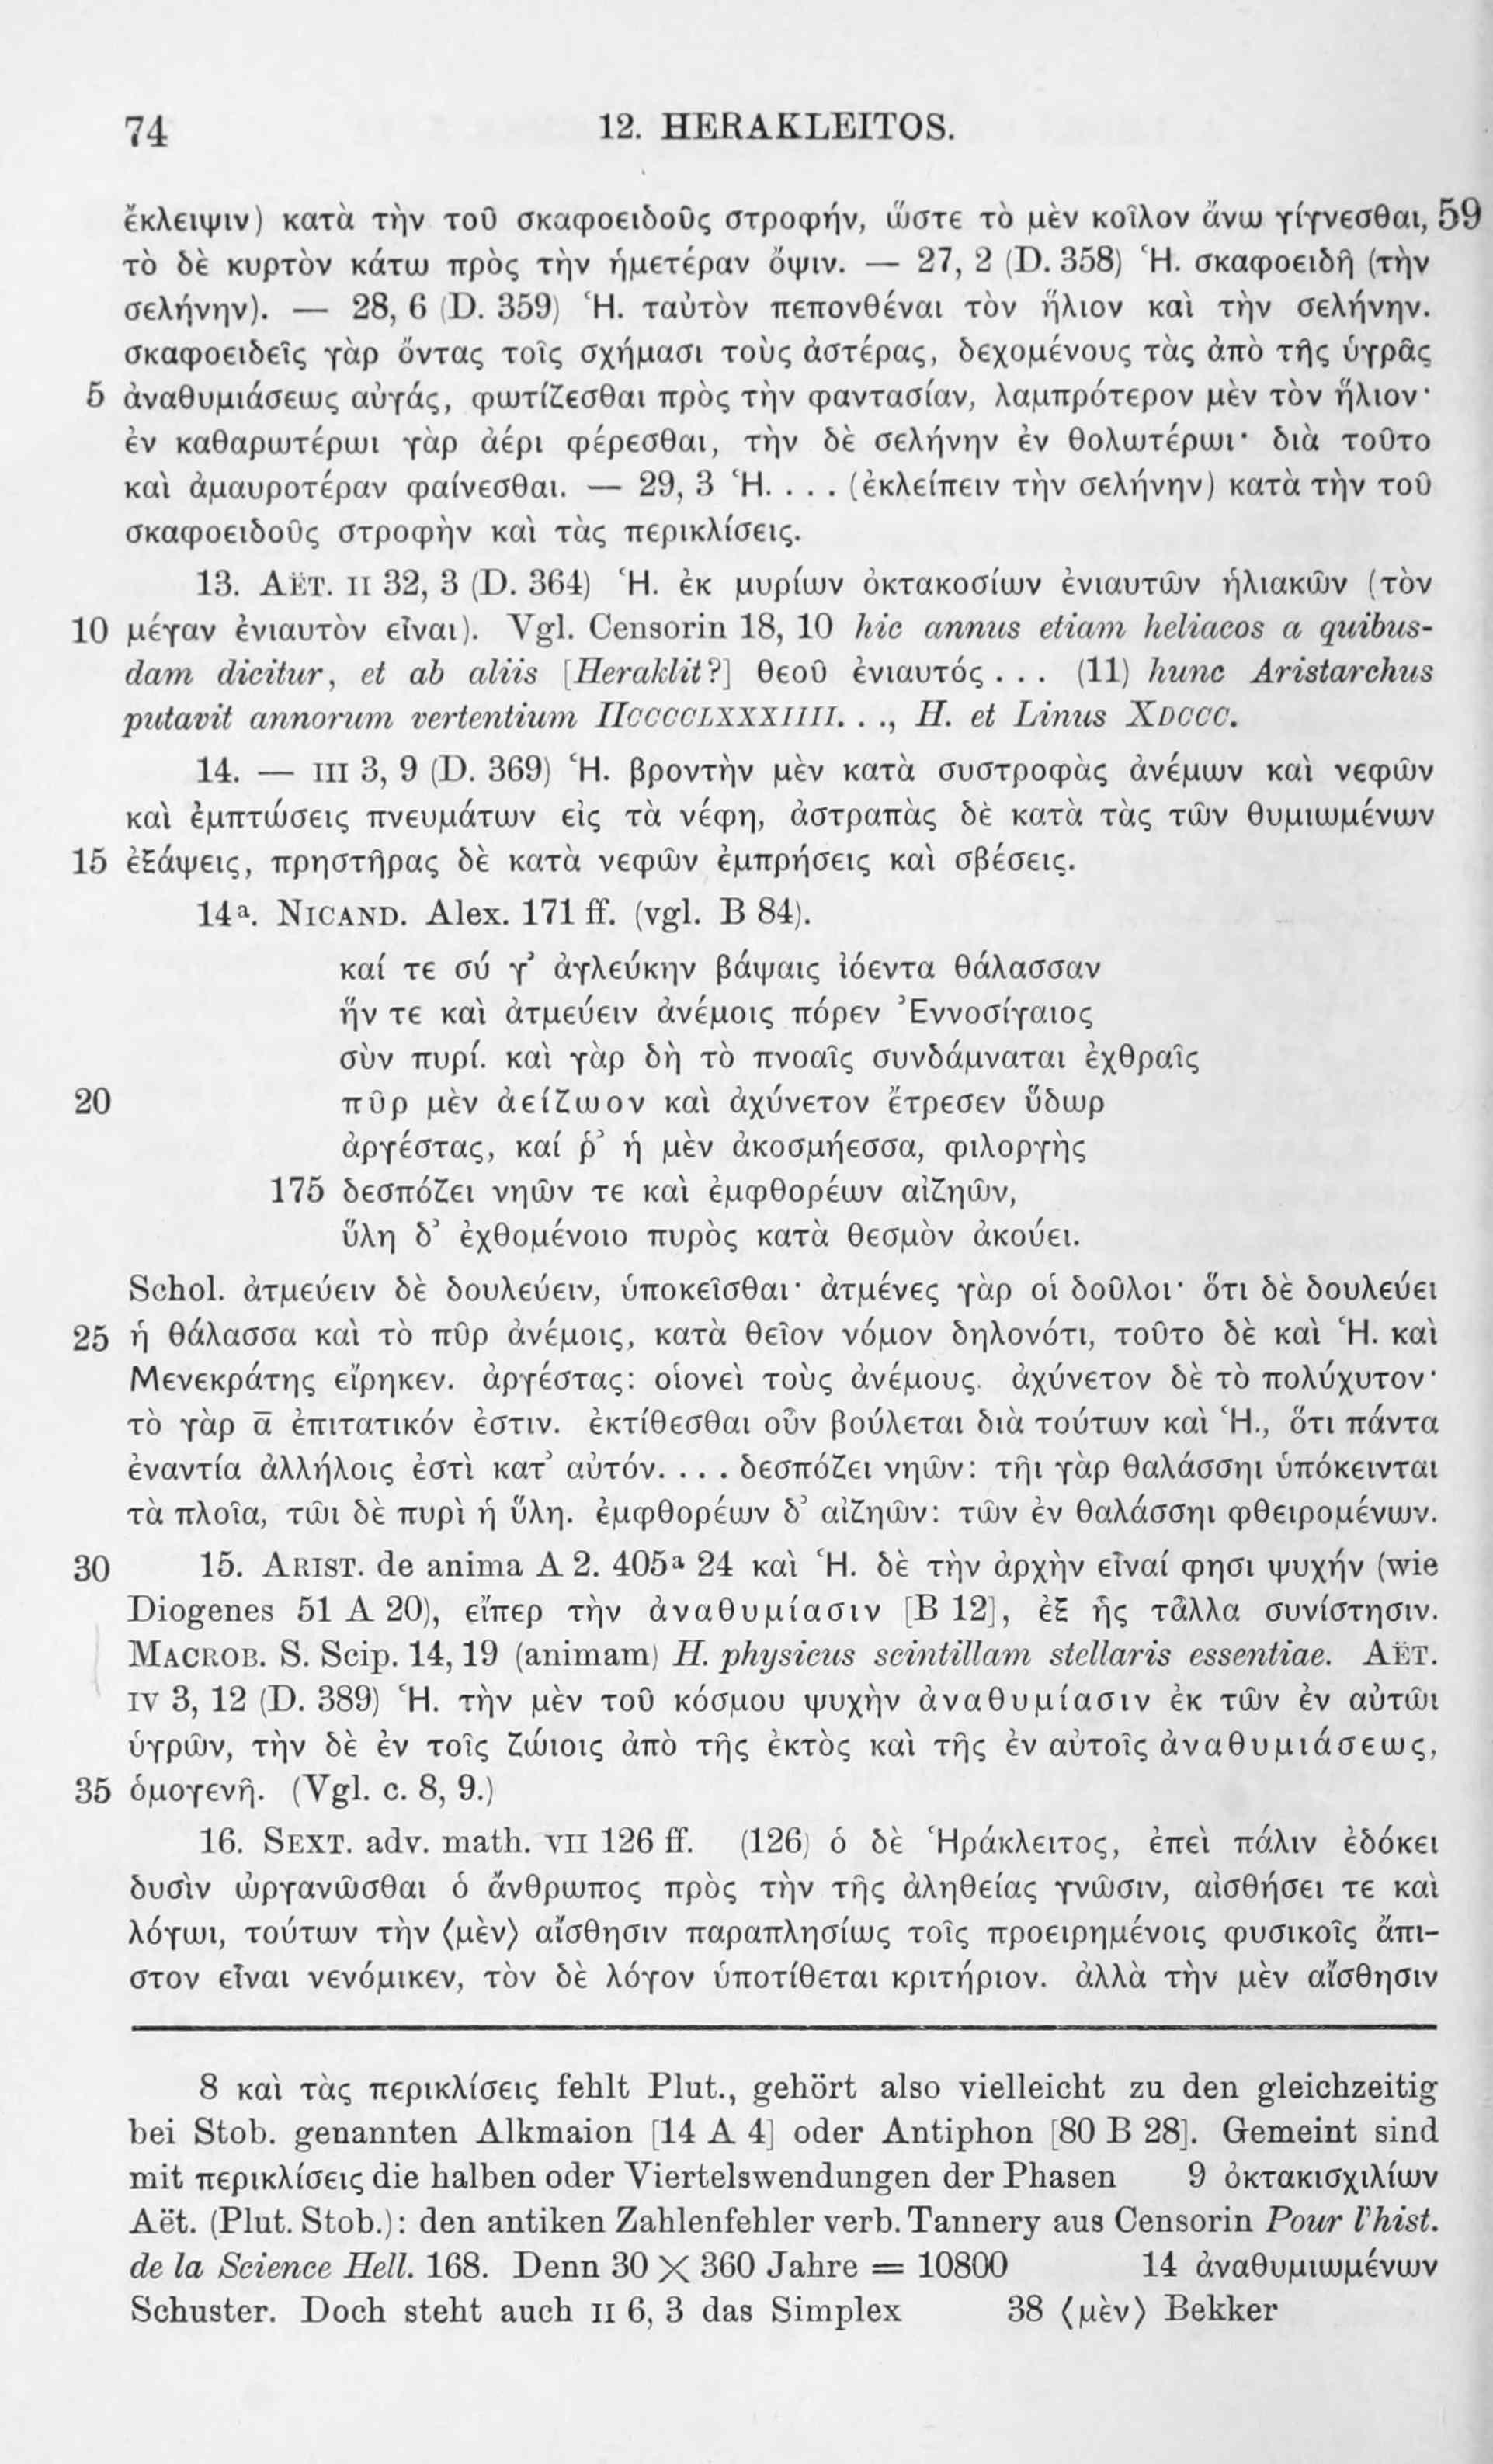 74 12. HERAKLEITOS.
ἔκλειψιν) κατὰ τὴν τοῦ σκαφοειδοῦς στροφήν, ὥστε τὸ μὲν κοῖλον ἄνω γίγνεσθαι, 59
τὸ δὲ κυρτὸν κάτω πρὸς τὴν ἡμετέραν ὄψιν. — 27, 2 (D. 358) Ἡ. σκαφοειδῆ (τὴν
σελήνην). — 28, 6 (D. 359) Ἡ. ταὐτὸν πεπονθέναι τὸν ἥλιον καὶ τὴν σελήνην.
σκαφοειδεῖς γὰρ ὄντας τοῖς σχήμασι τοὺς ἀστέρας, δεχομένους τὰς ἀπὸ τῆς ὑγρᾶς
5 ἀναθυμιάσεως αὐγάς, φωτίζεσθαι πρὸς τὴν φαντασίαν, λαμπρότερον μὲν τὸν ἥλιον·
ἐν καθαρωτέρωι γὰρ ἀέρι φέρεσθαι, τὴν δὲ σελήνην ἐν θολωτέρωι· διὰ τοῦτο
καὶ ἀμαυροτέραν φαίνεσθαι. — 29, 3 Ἡ. . . . (ἐκλείπειν τὴν σελήνην) κατὰ τὴν τοῦ
σκαφοειδοῦς στροφὴν καὶ τὰς περικλίσεις.
13. AËT. II 32, 3 (D. 364) Ἡ. ἐκ μυρίων ὀκτακοσίων ἐνιαυτῶν ἡλιακῶν (τὸν
10 μέγαν ἐνιαυτὸν εἶναι). Vgl. Censorin 18, 10 hic annus etiam heliacos a quibus-
dam dicitur, et ab aliis [Heraklit?] θεοῦ ἐνιαυτός . . . (11) hunc Aristarchus
putavit annorum vertentium IICCCCLXXXIIII. . ., H. et Linus XDCCC.
14. — III 3, 9 (D. 369) Ἡ. βροντὴν μὲν κατὰ συστροφὰς ἀνέμων καὶ νεφῶν
καὶ ἐμπτώσεις πνευμάτων εἰς τὰ νέφη, ἀστραπὰς δὲ κατὰ τὰς τῶν θυμιωμένων
15 ἐξάψεις, πρηστῆρας δὲ κατὰ νεφῶν ἐμπρήσεις καὶ σβέσεις.
14ª. NICAND. Alex. 171 ff. (vgl. B 84).
καί τε σύ γ᾽ ἀγλεύκην βάψαις ἰόεντα θάλασσαν
ἥν τε καὶ ἀτμεύειν ἀνέμοις πόρεν Ἐννοσίγαιος
σὺν πυρί. καὶ γὰρ δὴ τὸ πνοαῖς συνδάμναται ἐχθραῖς
20 πῦρ μὲν ἀείζωον καὶ ἀχύνετον ἔτρεσεν ὕδωρ
ἀργέστας, καί ῥ᾽ ἡ μὲν ἀκοσμήεσσα, φιλοργὴς
175 δεσπόζει νηῶν τε καὶ ἐμφθορέων αἰζηῶν,
ὕλη δ᾽ ἐχθομένοιο πυρὸς κατὰ θεσμὸν ἀκούει.
Schol. ἀτμεύειν δὲ δουλεύειν, ὑποκεῖσθαι· ἀτμένες γὰρ οἱ δοῦλοι· ὅτι δὲ δουλεύει
25 ἡ θάλασσα καὶ τὸ πῦρ ἀνέμοις, κατὰ θεῖον νόμον δηλονότι, τοῦτο δὲ καὶ Ἡ. καὶ
Μενεκράτης εἴρηκεν. ἀργέστας: οἱονεὶ τοὺς ἀνέμους. ἀχύνετον δὲ τὸ πολύχυτον·
τὸ γὰρ ᾱ ἐπιτατικόν ἐστιν. ἐκτίθεσθαι οὖν βούλεται διὰ τούτων καὶ Ἡ., ὅτι πάντα
ἐναντία ἀλλήλοις ἐστὶ κατ᾽ αὐτόν. . . . δεσπόζει νηῶν: τῆι γὰρ θαλάσσηι ὑπόκεινται
τὰ πλοῖα, τῶι δὲ πυρὶ ἡ ὕλη. ἐμφθορέων δ᾽ αἰζηῶν: τῶν ἐν θαλάσσηι φθειρομένων.
30 15. ARIST. de anima A 2. 405ª 24 καὶ Ἡ. δὲ τὴν ἀρχὴν εἶναί φησι ψυχήν (wie
Diogenes 51 A 20), εἴπερ τὴν ἀναθυμίασιν [B 12], ἐξ ἧς τἆλλα συνίστησιν.
MACROB. S. Scip. 14, 19 (animam) H. physicus scintillam stellaris essentiae. AËT.
IV 3, 12 (D. 389) Ἡ. τὴν μὲν τοῦ κόσμου ψυχὴν ἀναθυμίασιν ἐκ τῶν ἐν αὐτῶι
ὑγρῶν, τὴν δὲ ἐν τοῖς ζώιοις ἀπὸ τῆς ἐκτὸς καὶ τῆς ἐν αὐτοῖς ἀναθυμιάσεως,
35 ὁμογενῆ. (Vgl. c. 8, 9.)
16. SEXT. adv. math. VII 126 ff. (126) ὁ δὲ Ἡράκλειτος, ἐπεὶ πάλιν ἐδόκει
δυσὶν ὠργανῶσθαι ὁ ἄνθρωπος πρὸς τὴν τῆς ἀληθείας γνῶσιν, αἰσθήσει τε καὶ
λόγωι, τούτων τὴν ⟨μὲν⟩ αἴσθησιν παραπλησίως τοῖς προειρημένοις φυσικοῖς ἄπι-
στον εἶναι νενόμικεν, τὸν δὲ λόγον ὑποτίθεται κριτήριον. ἀλλὰ τὴν μὲν αἴσθησιν
8 καὶ τὰς περικλίσεις fehlt Plut., gehört also vielleicht zu den gleichzeitig
bei Stob. genannten Alkmaion [14 A 4] oder Antiphon [80 B 28]. Gemeint sind
mit περικλίσεις die halben oder Viertelswendungen der Phasen 9 ὀκτακισχιλίων
Aët. (Plut. Stob.): den antiken Zahlenfehler verb. Tannery aus Censorin Pour l'hist.
de la Science Hell. 168. Denn 30 × 360 Jahre = 10800 14 ἀναθυμιωμένων
Schuster. Doch steht auch II 6, 3 das Simplex 38 ⟨μὲν⟩ Bekker